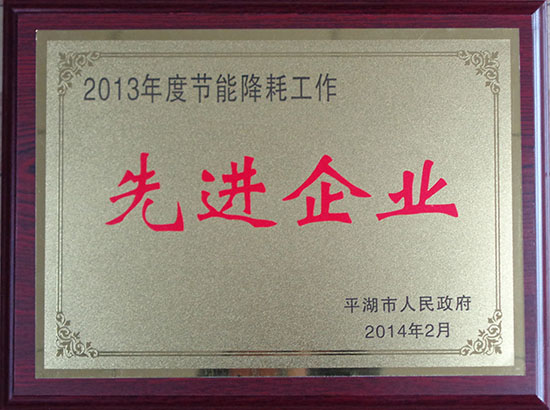 2013年度节能降耗工作
先进企业
平湖市人民政府
2014年2月